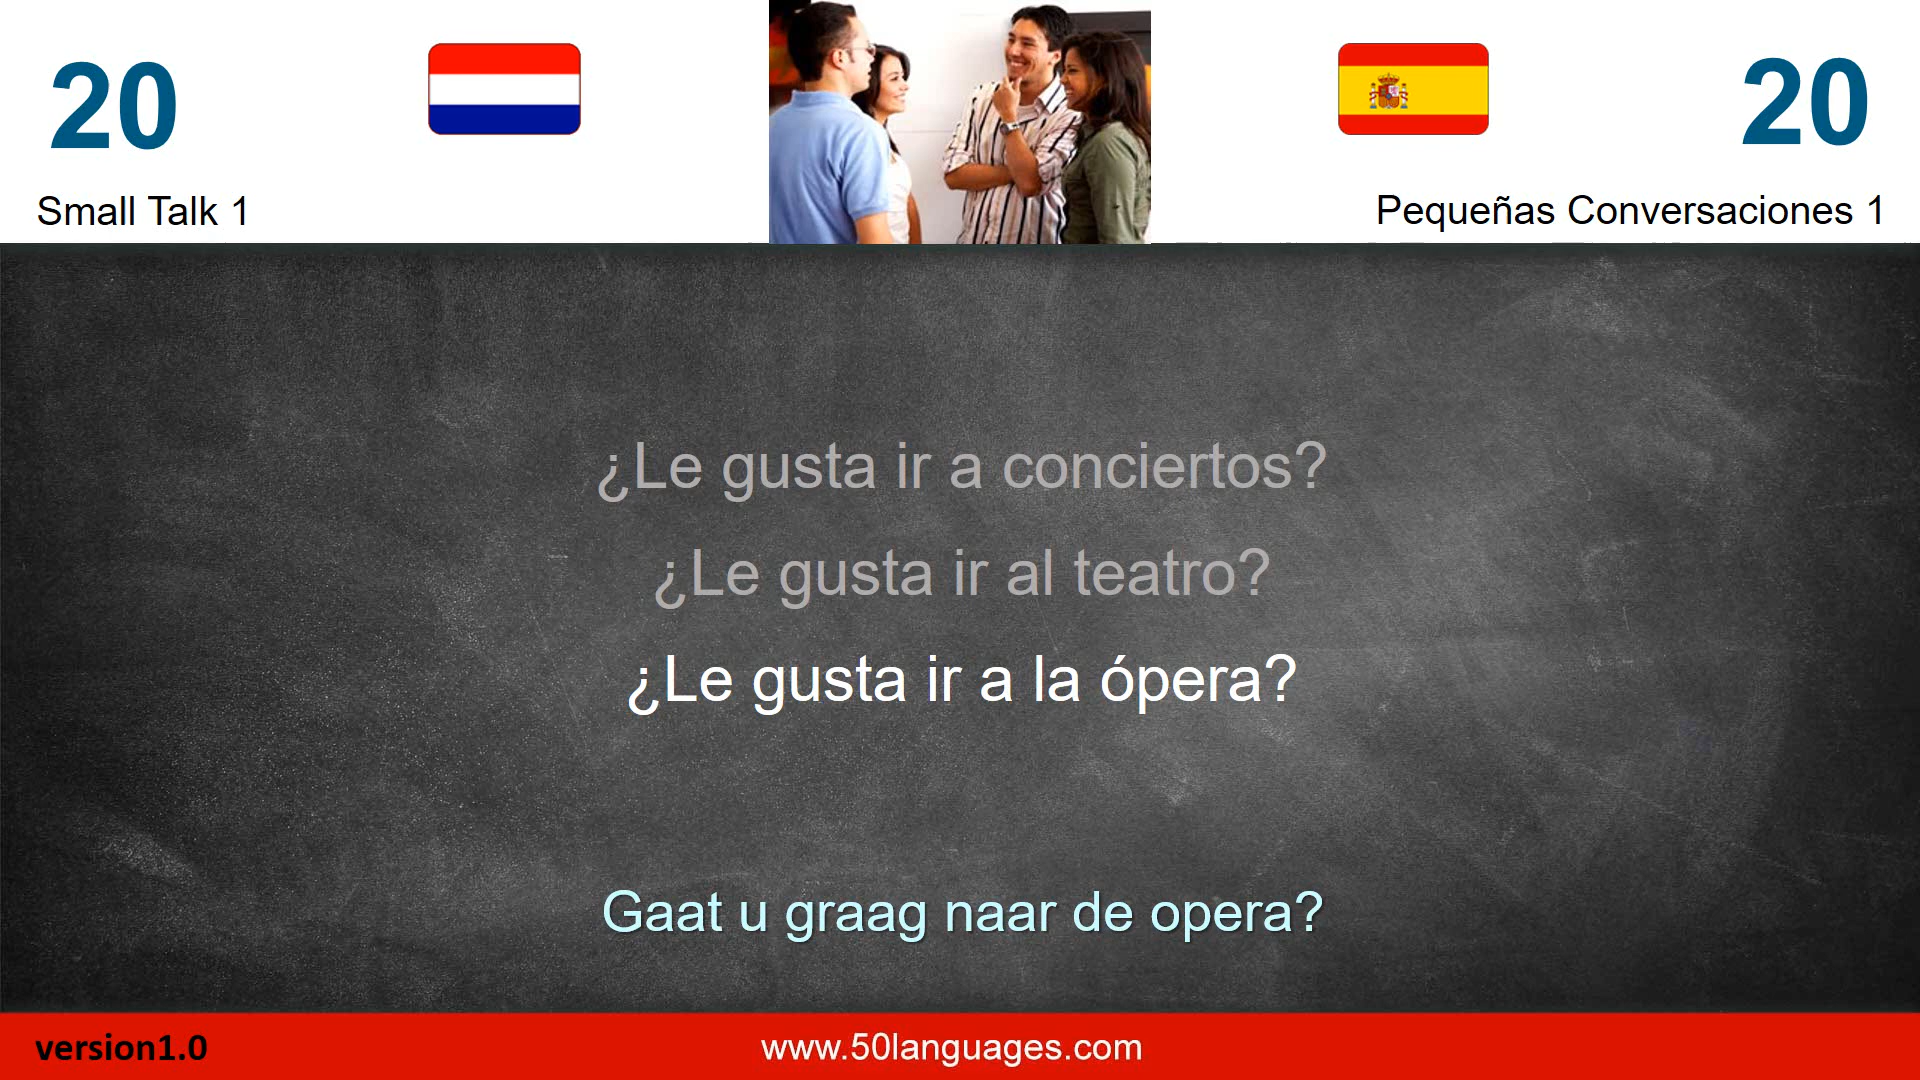 20
20
Small Talk 1
Pequeñas Conversaciones 1
¿Le gusta ir a conciertos?
¿Le gusta ir al teatro?
¿Le gusta ir a la ópera?
Gaat u graag naar de opera?
version1.0
www.50languages.com